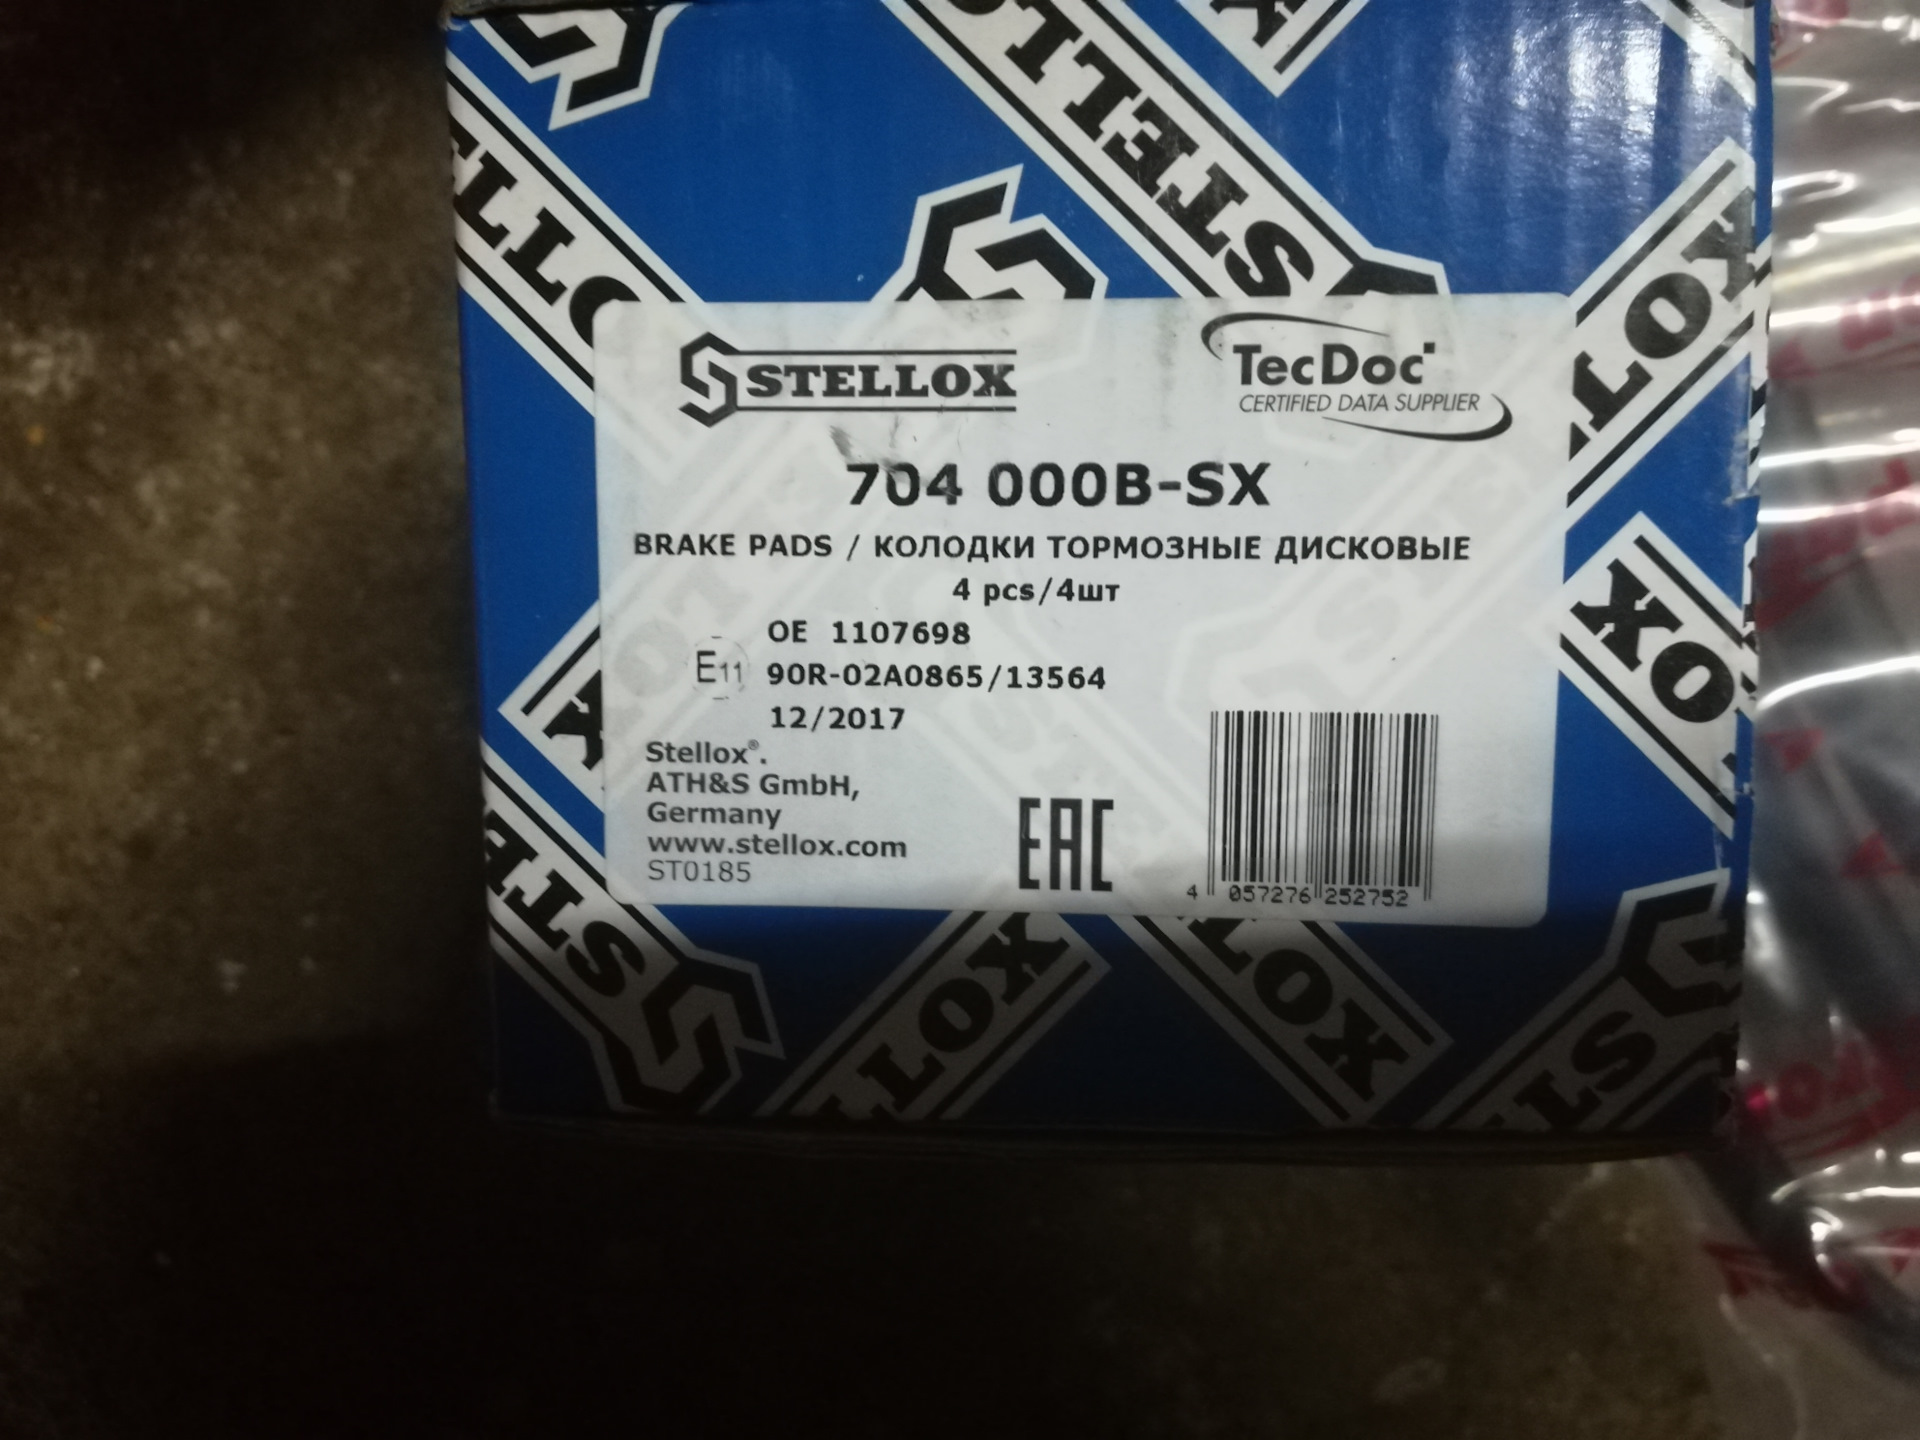 STELLOX
TecDoc
CERTIFIED DATA SUPPLIER
704 000B-SX
BRAKE PADS / КОЛОДКИ ТОРМОЗНЫЕ ДИСКОВЫЕ
4 pcs/4шт
OE 1107698
E11 90R-02A0865/13564
12/2017
Stellox®.
ATH&S GmbH,
Germany
www.stellox.com
ST0185
EAC
4 057276 252752